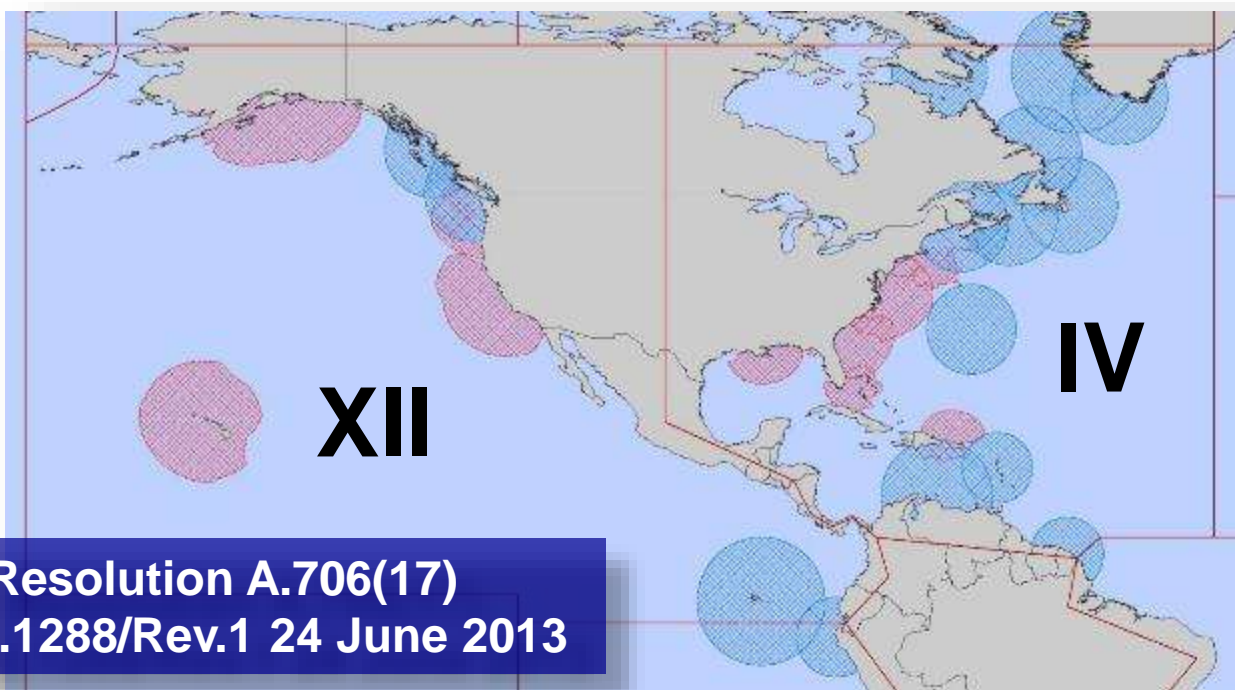 IV
XII
Resolution A.706(17)
.1288/Rev.1 24 June 2013